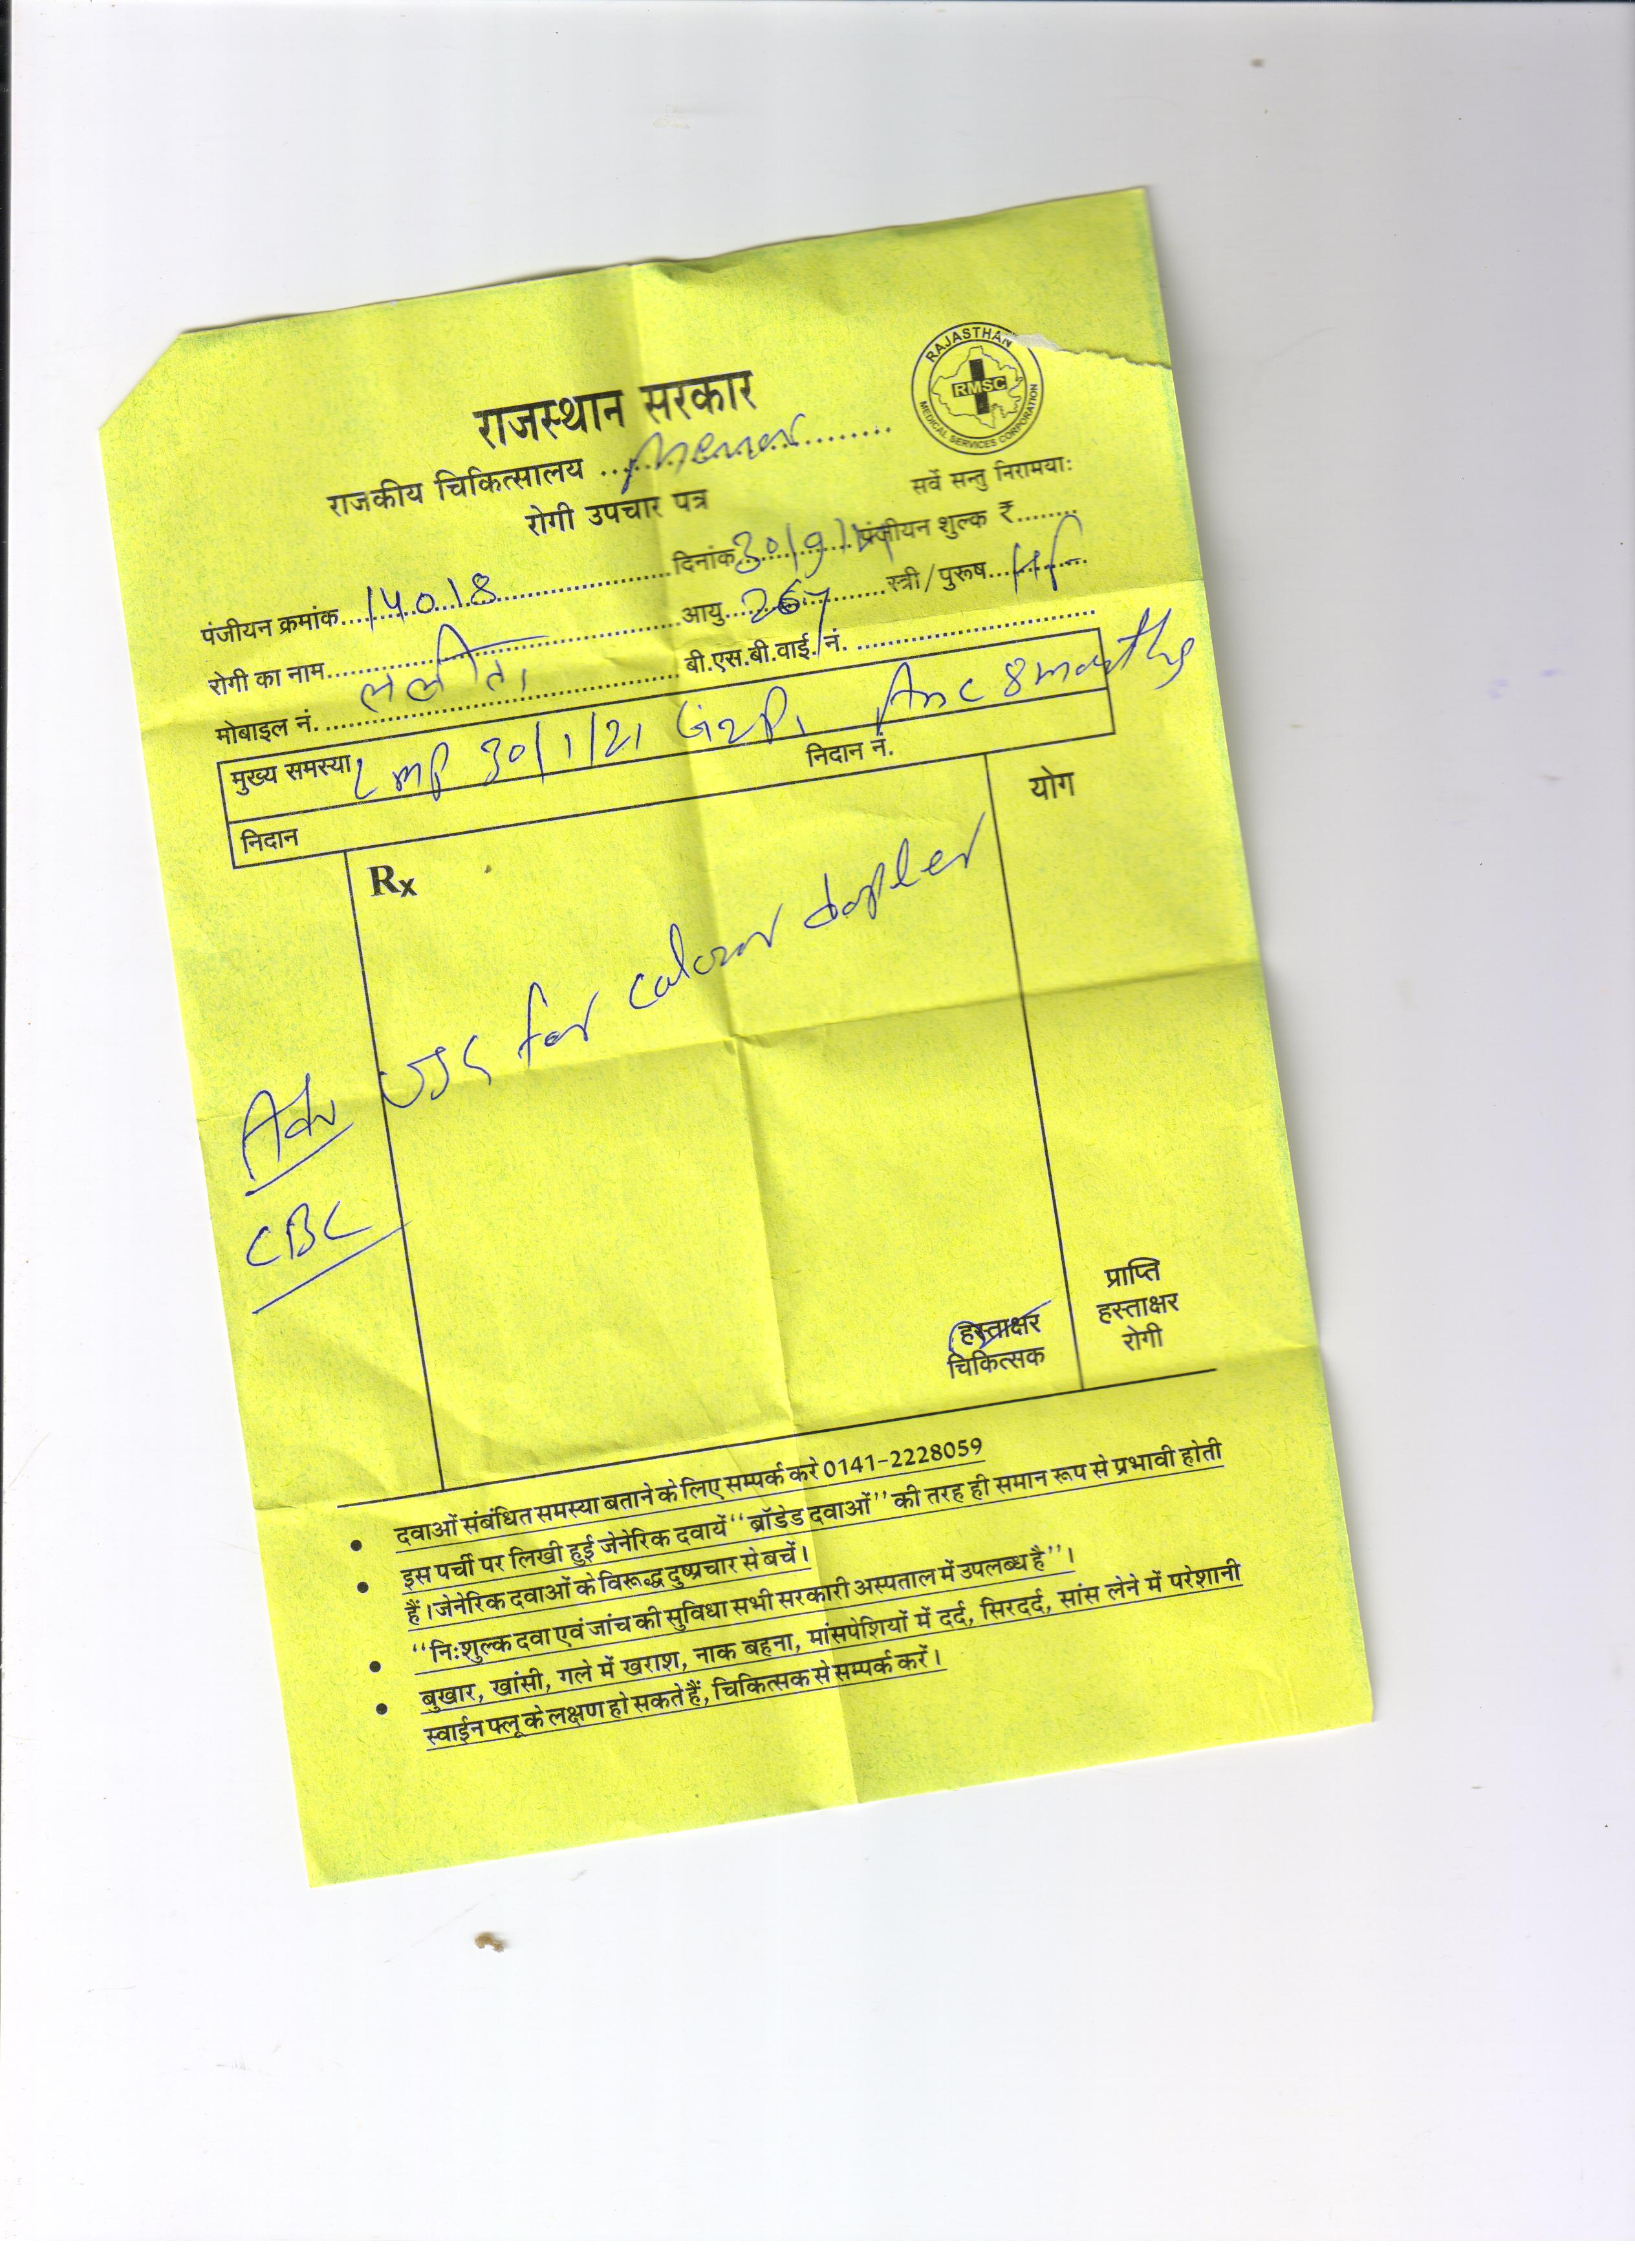 राजस्थान सरकार
RAJASTHAN
RMSC
MEDICAL SERVICES CORPORATION
राजकीय चिकित्सालय ..................
सर्वे सन्तु निरामयाः
रोगी उपचार पत्र
पंजीयन क्रमांक 14018 दिनांक 30/9/21 पंजीयन शुल्क ₹........
रोगी का नाम ललीता आयु 26y स्त्री/पुरूष H/F
मोबाइल नं. बी.एस.बी.वाई. नं.
मुख्य समस्या LMP 30/1/21 G2P1 Anc 8 months
निदान निदान नं.
Rx योग
Adv USG for colour dopler
CBC
हस्ताक्षर
चिकित्सक
प्राप्ति
हस्ताक्षर
रोगी
• दवाओं संबंधित समस्या बताने के लिए सम्पर्क करे 0141-2228059
• इस पर्ची पर लिखी हुई जेनेरिक दवायें “ब्रॉडेड दवाओं” की तरह ही समान रूप से प्रभावी होती
हैं। जेनेरिक दवाओं के विरूद्ध दुष्प्रचार से बचें।
• “निःशुल्क दवा एवं जांच की सुविधा सभी सरकारी अस्पताल में उपलब्ध है”।
• बुखार, खांसी, गले में खराश, नाक बहना, मांसपेशियों में दर्द, सिरदर्द, सांस लेने में परेशानी
स्वाईन फ्लू के लक्षण हो सकते हैं, चिकित्सक से सम्पर्क करें।